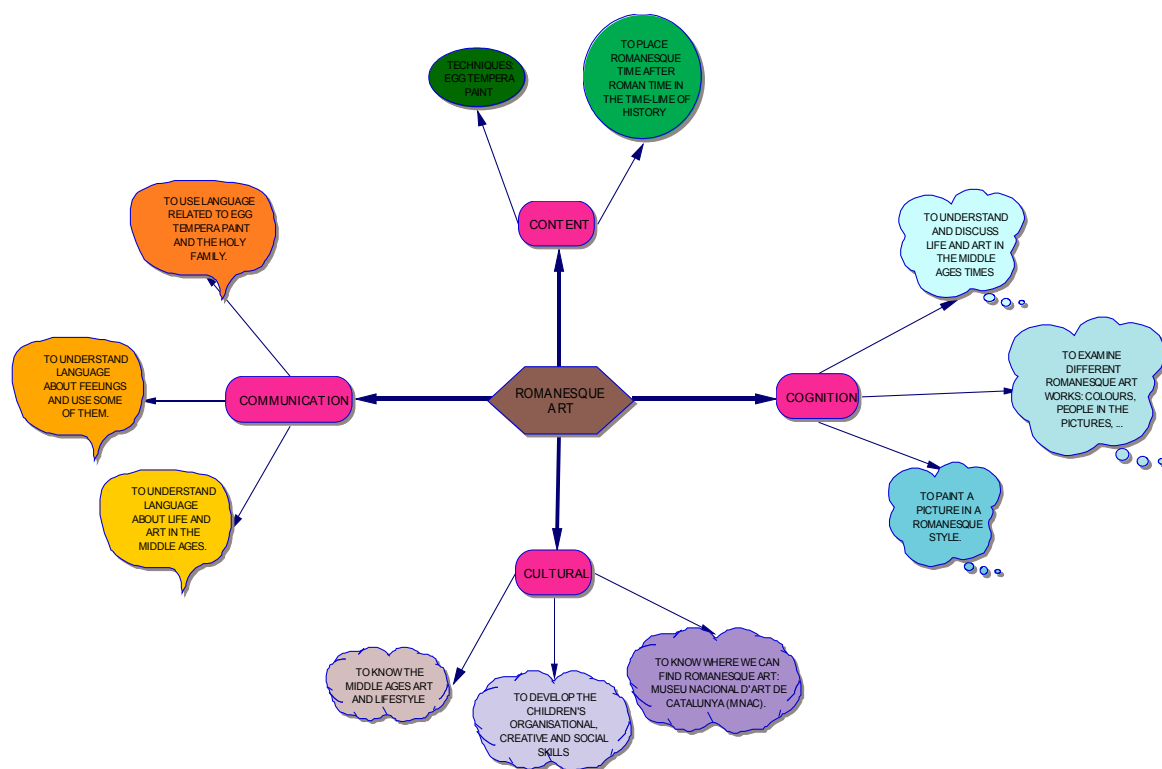 TECHNIQUES:
EGG TEMPERA
PAINT
TO PLACE
ROMANESQUE
TIME AFTER
ROMAN TIME IN
THE TIME-LIME OF
HISTORY
CONTENT
TO USE LANGUAGE
RELATED TO EGG
TEMPERA PAINT
AND THE HOLY
FAMILY.
TO UNDERSTAND
LANGUAGE
ABOUT FEELINGS
AND USE SOME
OF THEM.
TO UNDERSTAND
LANGUAGE
ABOUT LIFE AND
ART IN THE
MIDDLE AGES.
COMMUNICATION
ROMANESQUE
ART
COGNITION
TO UNDERSTAND
AND DISCUSS
LIFE AND ART IN
THE MIDDLE
AGES TIMES
TO EXAMINE
DIFFERENT
ROMANESQUE ART
WORKS: COLOURS,
PEOPLE IN THE
PICTURES, ...
TO PAINT A
PICTURE IN A
ROMANESQUE
STYLE.
CULTURAL
TO KNOW THE
MIDDLE AGES ART
AND LIFESTYLE
TO DEVELOP THE
CHILDREN'S
ORGANISATIONAL,
CREATIVE AND SOCIAL
SKILLS
TO KNOW WHERE WE CAN
FIND ROMANESQUE ART:
MUSEU NACIONAL D'ART DE
CATALUNYA (MNAC).